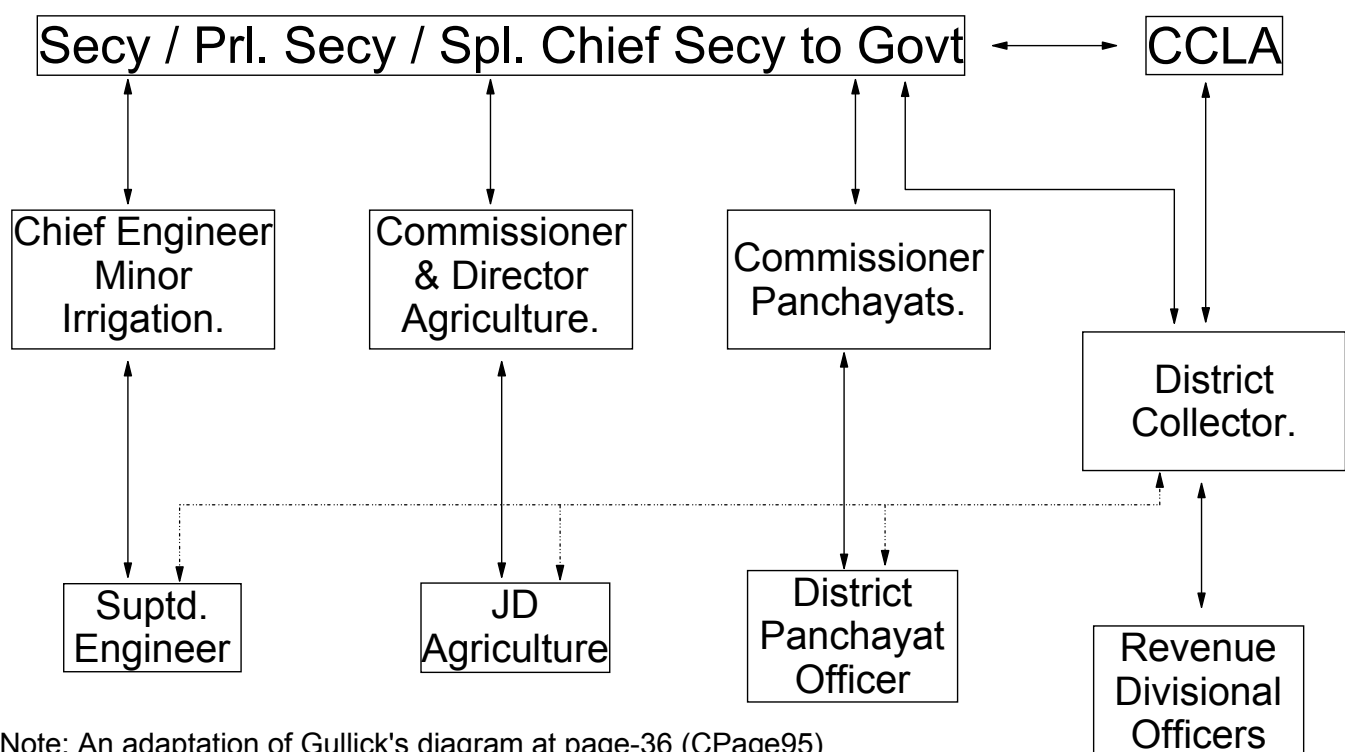 Secy / Prl. Secy / Spl. Chief Secy to Govt
CCLA
Chief Engineer
Minor
Irrigation.
Commissioner
& Director
Agriculture.
Commissioner
Panchayats.
District
Collector.
Suptd.
Engineer
JD
Agriculture
District
Panchayat
Officer
Revenue
Divisional
Officers
Note: An adaptation of Gullick's diagram at page-36 (CPage95)